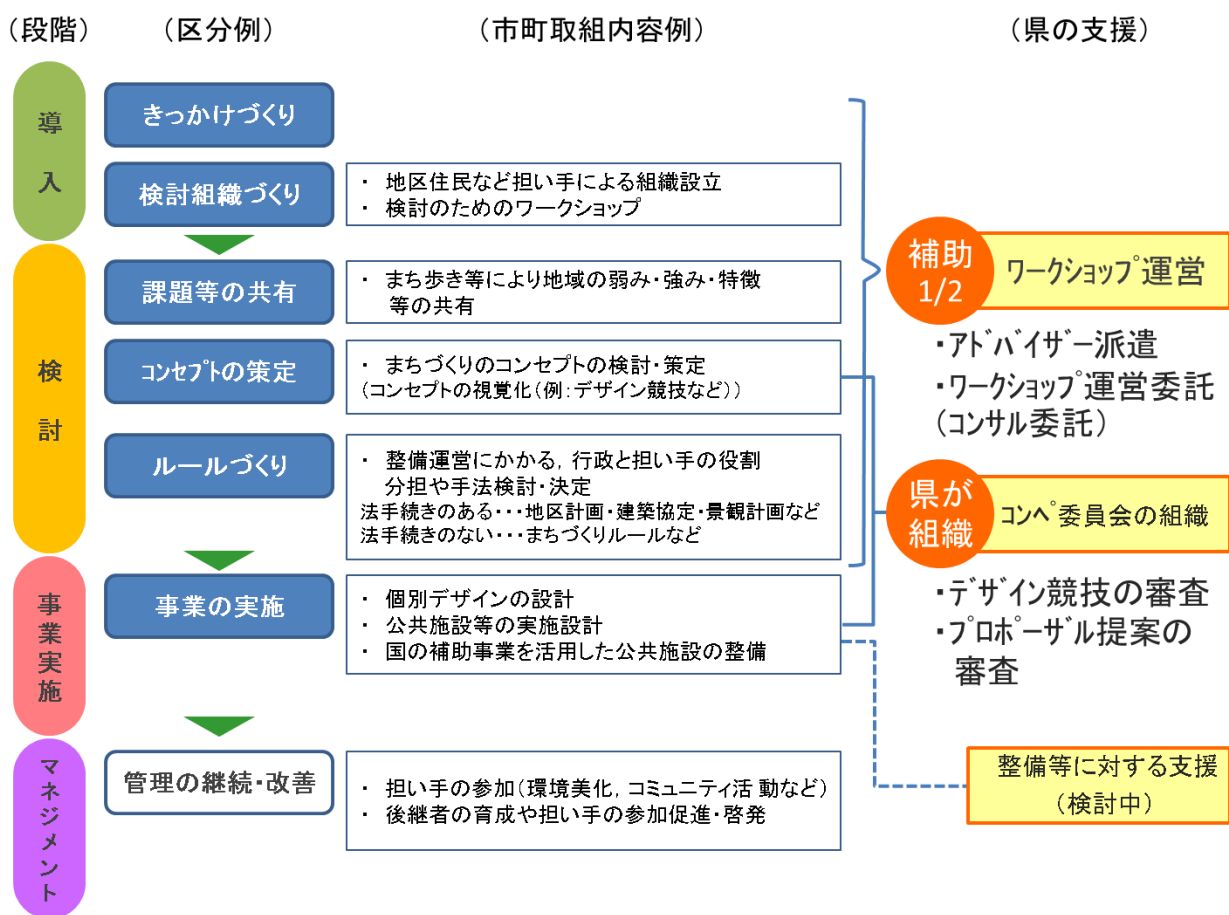 (段階)
(区分例)
(市町取組内容例)
(県の支援)
導入
きっかけづくり
検討組織づくり
・ 地区住民など担い手による組織設立
・ 検討のためのワークショップ
検討
課題等の共有
・ まち歩き等により地域の弱み・強み・特徴
等の共有
コンセプトの策定
・ まちづくりのコンセプトの検討・策定
(コンセプトの視覚化(例:デザイン競技など))
ルールづくり
・ 整備運営にかかる, 行政と担い手の役割
分担や手法検討・決定
法手続きのある・・・地区計画・建築協定・景観計画など
法手続きのない・・・まちづくりルールなど
事業実施
事業の実施
・ 個別デザインの設計
・ 公共施設等の実施設計
・ 国の補助事業を活用した公共施設の整備
マネジメント
管理の継続・改善
・ 担い手の参加(環境美化, コミュニティ活 動など)
・ 後継者の育成や担い手の参加促進・啓発
補助
1/2
ワークショップ運営
・アドバイザー派遣
・ワークショップ運営委託
(コンサル委託)
県が
組織
コンペ委員会の組織
・デザイン競技の審査
・プロポーザル提案の
審査
整備等に対する支援
(検討中)